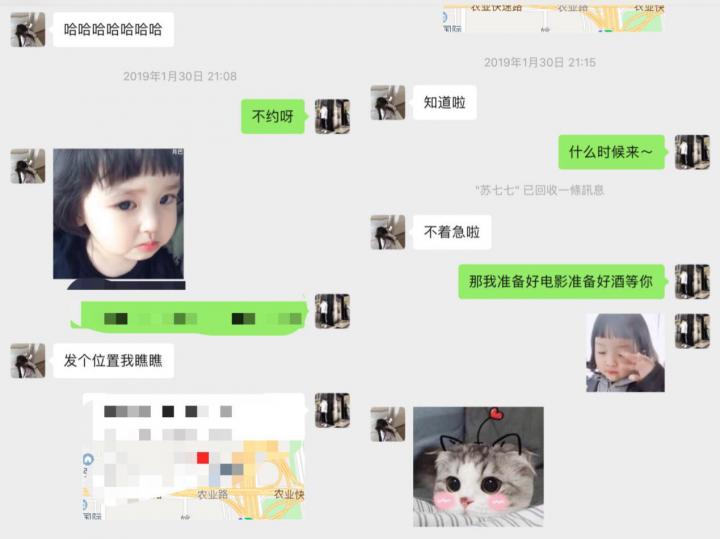 哈哈哈哈哈哈哈
2019年1月30日 21:08
不约呀
发个位置我瞧瞧
农业路
农业快
国际
农业快速路
农业路
农业快
国际
2019年1月30日 21:15
知道啦
什么时候来～
"苏七七" 已回收一條訊息
不着急啦
那我准备好电影准备好酒等你